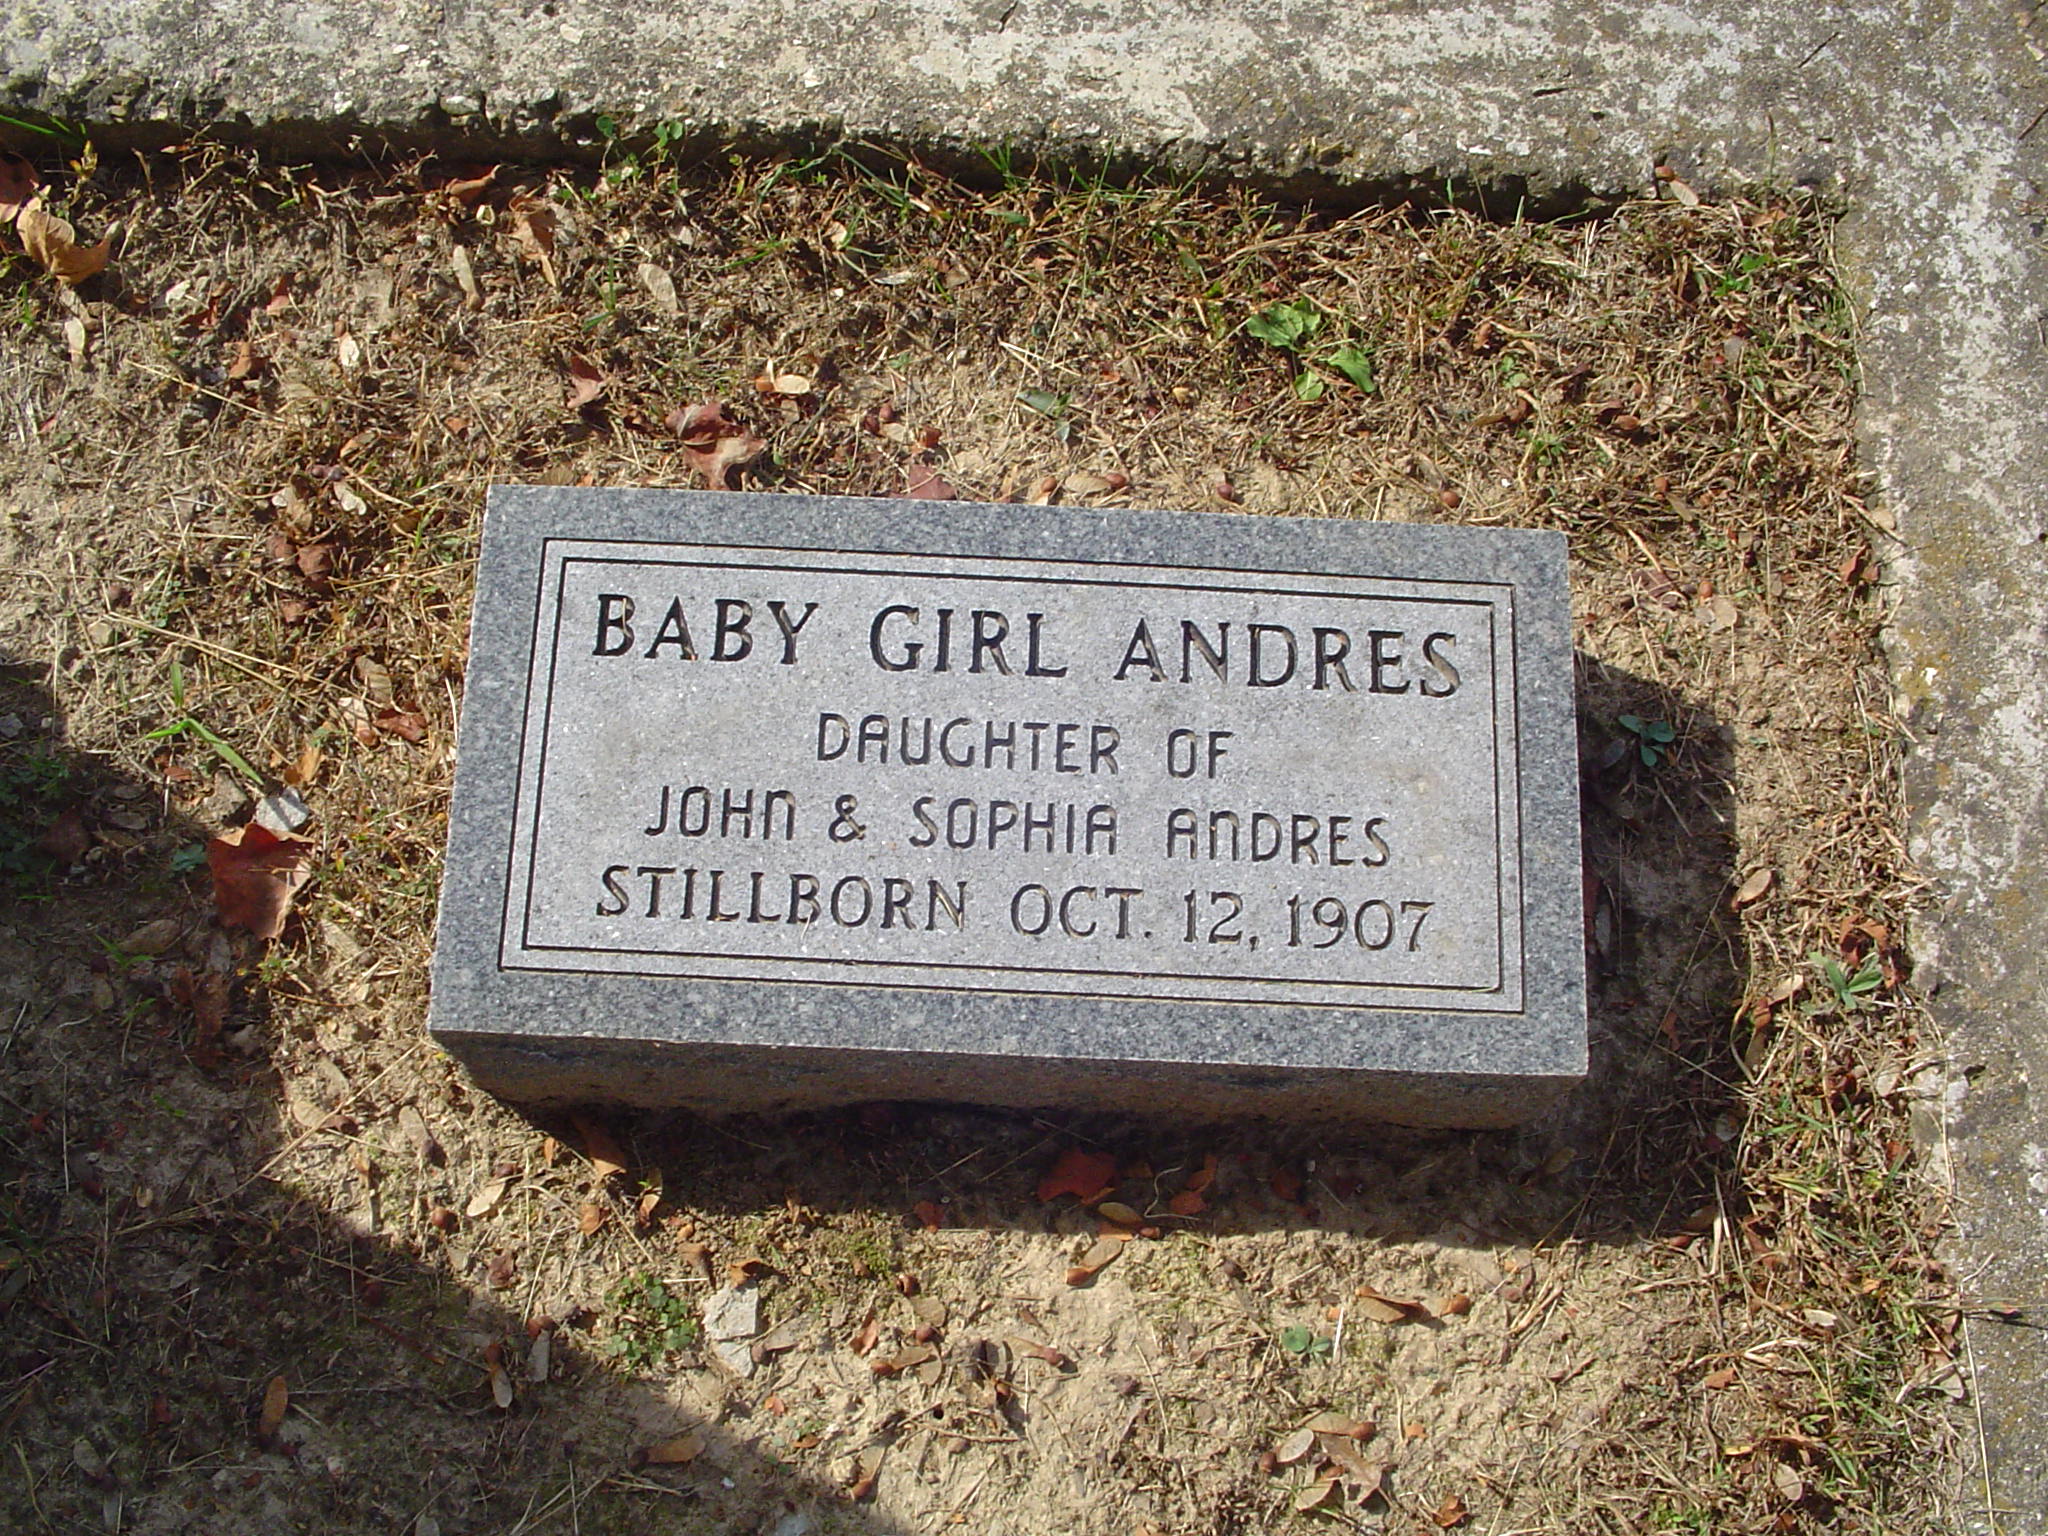 BABY GIRL ANDRES
DAUGHTER OF
JOHN & SOPHIA ANDRES
STILLBORN OCT. 12, 1907